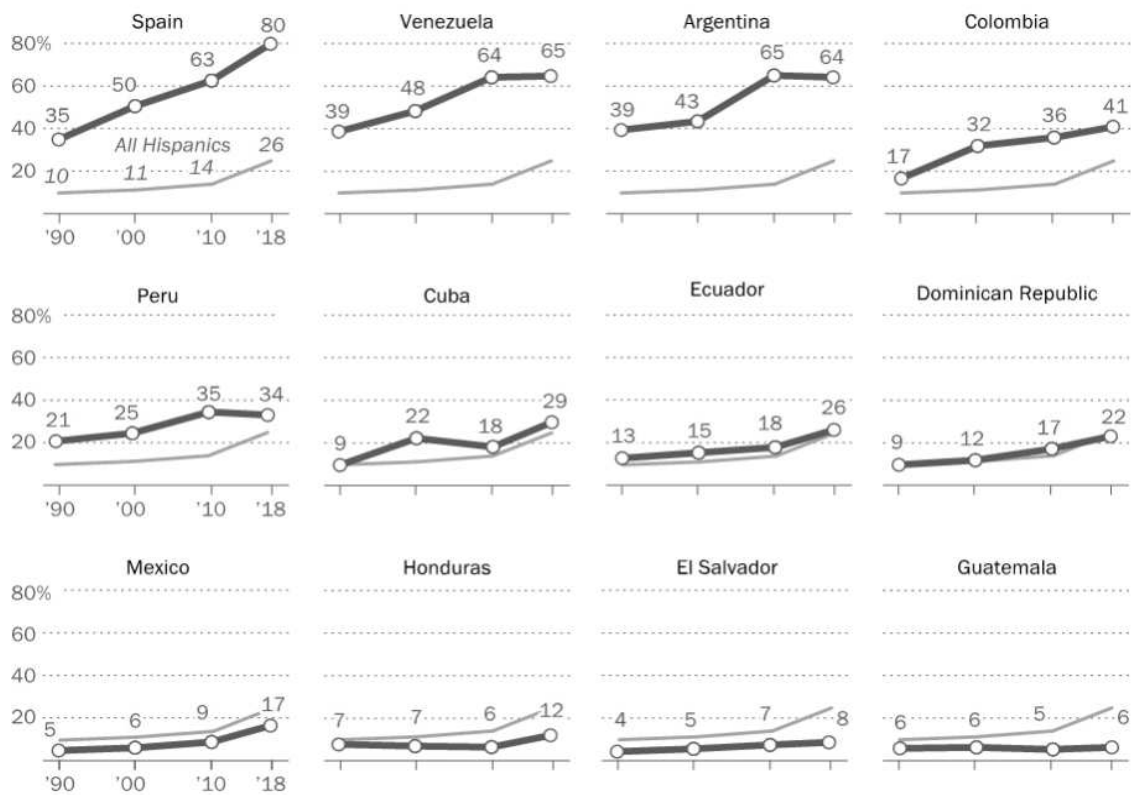 Spain Venezuela Argentina Colombia
80%
60
40
20
35 50 63 80
All Hispanics
10 11 14 26
39 48 64 65
39 43 65 64
17 32 36 41
'90 '00 '10 '18
Peru Cuba Ecuador Dominican Republic
80%
60
40
20
21 25 35 34
9 22 18 29
13 15 18 26
9 12 17 22
'90 '00 '10 '18
Mexico Honduras El Salvador Guatemala
80%
60
40
20
5 6 9 17
7 7 6 12
4 5 7 8
6 6 5 6
'90 '00 '10 '18